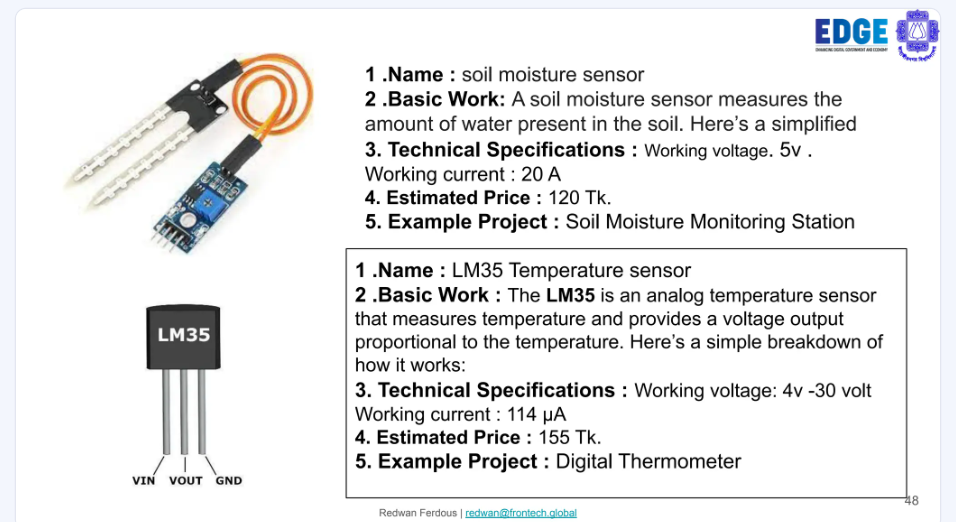 EDGE
ENHANCING DIGITAL GOVERNMENT AND ECONOMY
1 .Name : soil moisture sensor
2 .Basic Work: A soil moisture sensor measures the
amount of water present in the soil. Here’s a simplified
3. Technical Specifications : Working voltage. 5v .
Working current : 20 A
4. Estimated Price : 120 Tk.
5. Example Project : Soil Moisture Monitoring Station
1 .Name : LM35 Temperature sensor
2 .Basic Work : The LM35 is an analog temperature sensor
that measures temperature and provides a voltage output
proportional to the temperature. Here’s a simple breakdown of
how it works:
3. Technical Specifications : Working voltage: 4v -30 volt
Working current : 114 µA
4. Estimated Price : 155 Tk.
5. Example Project : Digital Thermometer
LM35
VIN VOUT GND
48
Redwan Ferdous | redwan@frontech.global